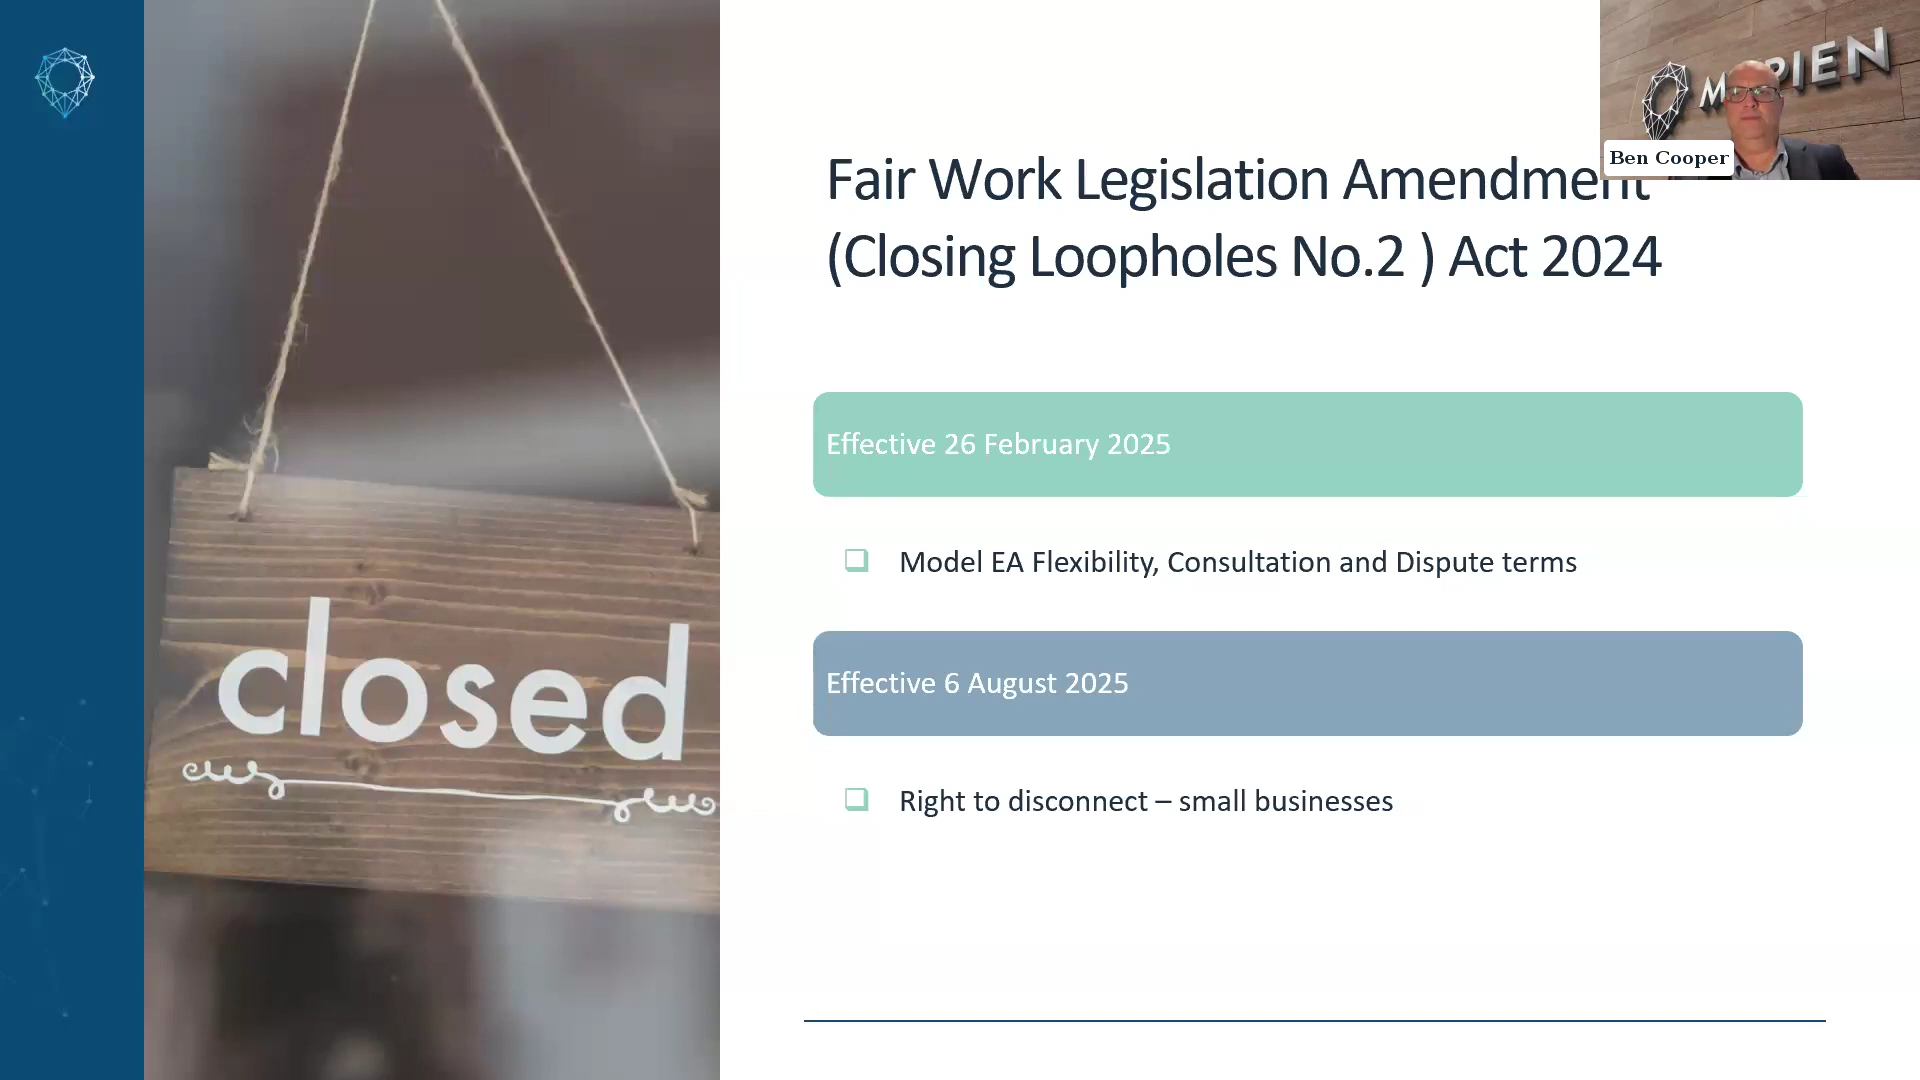 MAPIEN
Ben Cooper
Fair Work Legislation Amendment
(Closing Loopholes No.2 ) Act 2024
Effective 26 February 2025
Model EA Flexibility, Consultation and Dispute terms
Effective 6 August 2025
Right to disconnect – small businesses
closed